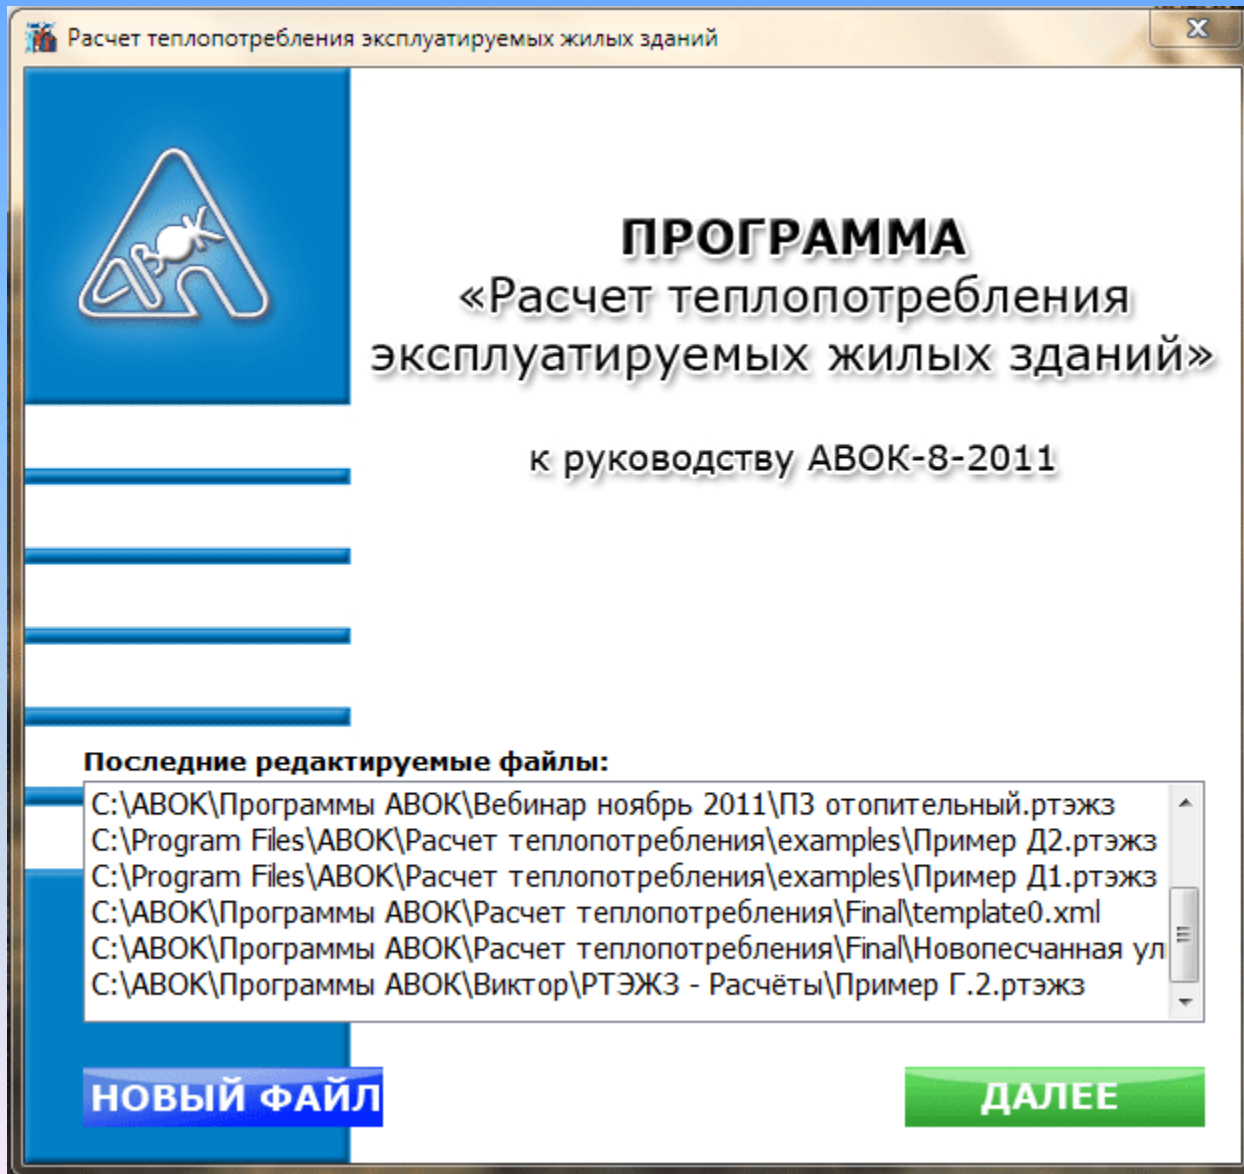 Расчет теплопотребления эксплуатируемых жилых зданий
АВОК
ПРОГРАММА
«Расчет теплопотребления
эксплуатируемых жилых зданий»
к руководству АВОК-8-2011
Последние редактируемые файлы:
C:\АВОК\Программы АВОК\Вебинар ноябрь 2011\П3 отопительный.ртэжз
C:\Program Files\АВОК\Расчет теплопотребления\examples\Пример Д2.ртэжз
C:\Program Files\АВОК\Расчет теплопотребления\examples\Пример Д1.ртэжз
C:\АВОК\Программы АВОК\Расчет теплопотребления\Final\template0.xml
C:\АВОК\Программы АВОК\Расчет теплопотребления\Final\Новопесчанная ул
C:\АВОК\Программы АВОК\Виктор\РТЭЖЗ - Расчёты\Пример Г.2.ртэжз
НОВЫЙ ФАЙЛ
ДАЛЕЕ